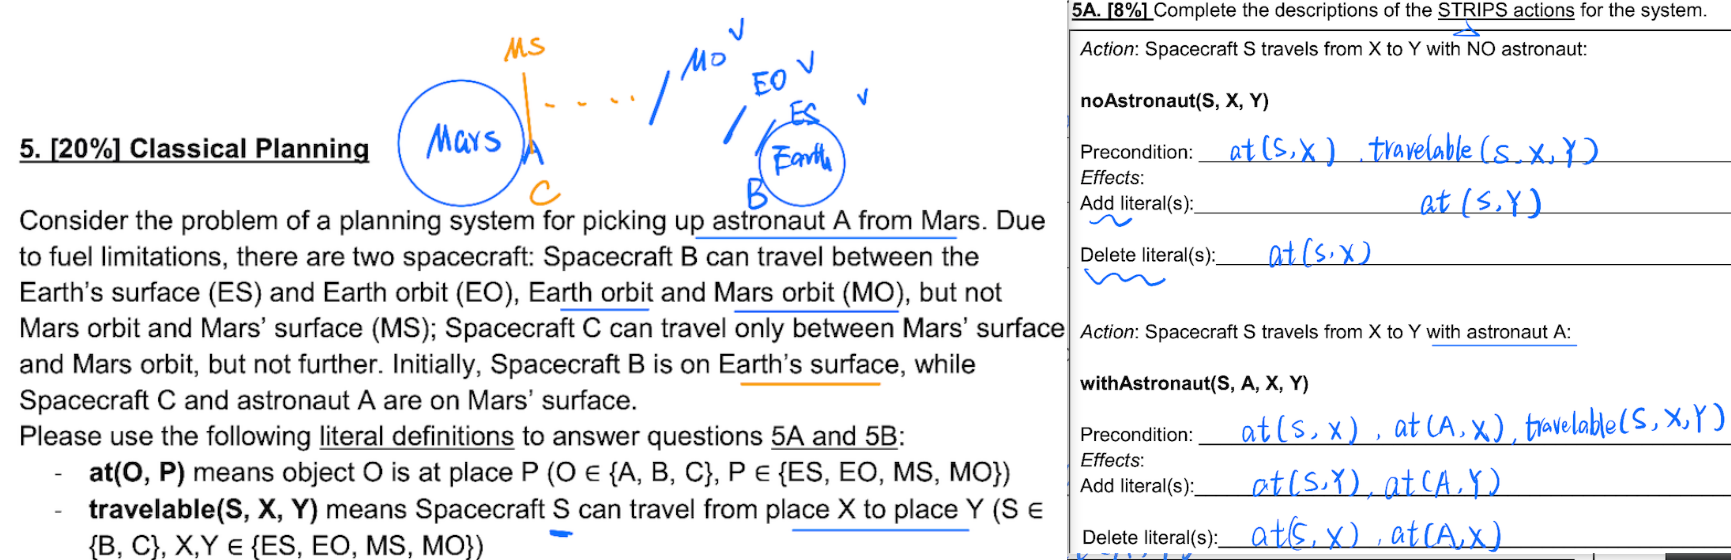 MS
MO
EO
ES
Mars
A
Earth
C
B
5. [20%] Classical Planning
Consider the problem of a planning system for picking up astronaut A from Mars. Due
to fuel limitations, there are two spacecraft: Spacecraft B can travel between the
Earth's surface (ES) and Earth orbit (EO), Earth orbit and Mars orbit (MO), but not
Mars orbit and Mars' surface (MS); Spacecraft C can travel only between Mars' surface
and Mars orbit, but not further. Initially, Spacecraft B is on Earth's surface, while
Spacecraft C and astronaut A are on Mars' surface.
Please use the following literal definitions to answer questions 5A and 5B:
- at(O, P) means object O is at place P (O ∈ {A, B, C}, P ∈ {ES, EO, MS, MO})
- travelable(S, X, Y) means Spacecraft S can travel from place X to place Y (S ∈
{B, C}, X,Y ∈ {ES, EO, MS, MO})
5A. [8%] Complete the descriptions of the STRIPS actions for the system.
Action: Spacecraft S travels from X to Y with NO astronaut:
noAstronaut(S, X, Y)
Precondition: at(S,X), travelable(S,X,Y)
Effects:
Add literal(s): at(S,Y)
Delete literal(s): at(S,X)
Action: Spacecraft S travels from X to Y with astronaut A:
withAstronaut(S, A, X, Y)
Precondition: at(S,X), at(A,X), travelable(S,X,Y)
Effects:
Add literal(s): at(S,Y), at(A,Y)
Delete literal(s): at(S,X), at(A,X)